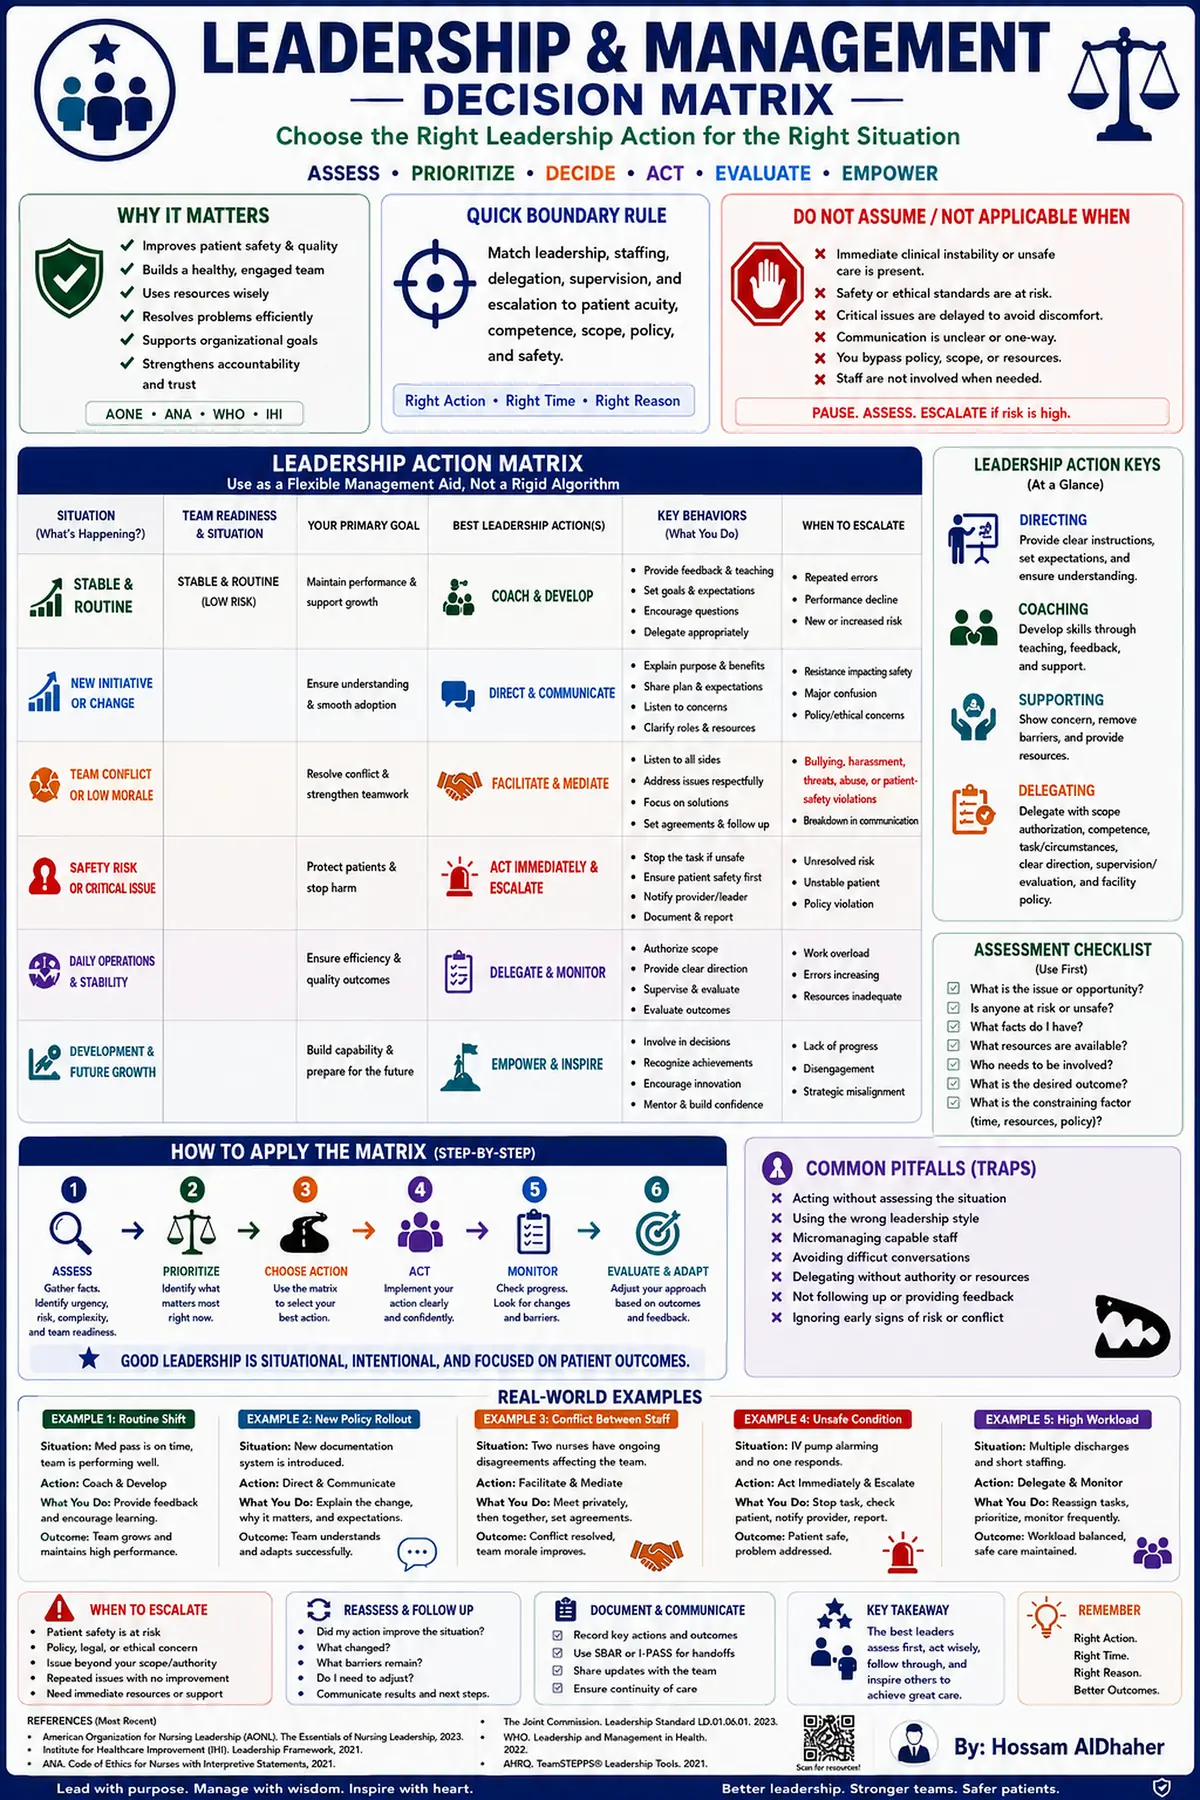 LEADERSHIP & MANAGEMENT
DECISION MATRIX
Choose the Right Leadership Action for the Right Situation
ASSESS • PRIORITIZE • DECIDE • ACT • EVALUATE • EMPOWER
WHY IT MATTERS
Improves patient safety & quality
Builds a healthy, engaged team
Uses resources wisely
Resolves problems efficiently
Supports organizational goals
Strengthens accountability
and trust
AONE • ANA • WHO • IHI
QUICK BOUNDARY RULE
Match leadership, staffing,
delegation, supervision, and
escalation to patient acuity,
competence, scope, policy,
and safety.
Right Action • Right Time • Right Reason
DO NOT ASSUME / NOT APPLICABLE WHEN
Immediate clinical instability or unsafe
care is present.
Safety or ethical standards are at risk.
Critical issues are delayed to avoid discomfort.
Communication is unclear or one-way.
You bypass policy, scope, or resources.
Staff are not involved when needed.
PAUSE. ASSESS. ESCALATE if risk is high.
LEADERSHIP ACTION MATRIX
Use as a Flexible Management Aid, Not a Rigid Algorithm
SITUATION
(What's Happening?)
TEAM READINESS
& SITUATION
YOUR PRIMARY GOAL
BEST LEADERSHIP ACTION(S)
KEY BEHAVIORS
(What You Do)
WHEN TO ESCALATE
STABLE &
ROUTINE
STABLE & ROUTINE
(LOW RISK)
Maintain performance &
support growth
COACH & DEVELOP
• Provide feedback & teaching
• Set goals & expectations
• Encourage questions
• Delegate appropriately
• Repeated errors
• Performance decline
• New or increased risk
NEW INITIATIVE
OR CHANGE
Ensure understanding
& smooth adoption
DIRECT & COMMUNICATE
• Explain purpose & benefits
• Share plan & expectations
• Listen to concerns
• Clarify roles & resources
• Resistance impacting safety
• Major confusion
• Policy/ethical concerns
TEAM CONFLICT
OR LOW MORALE
Resolve conflict &
strengthen teamwork
FACILITATE & MEDIATE
• Listen to all sides
• Address issues respectfully
• Focus on solutions
• Set agreements & follow up
• Bullying, harassment,
threats, abuse, or patient-
safety violations
• Breakdown in communication
SAFETY RISK
OR CRITICAL ISSUE
Protect patients &
stop harm
ACT IMMEDIATELY &
ESCALATE
• Stop the task if unsafe
• Ensure patient safety first
• Notify provider/leader
• Document & report
• Unresolved risk
• Unstable patient
• Policy violation
DAILY OPERATIONS
& STABILITY
Ensure efficiency &
quality outcomes
DELEGATE & MONITOR
• Authorize scope
• Provide clear direction
• Supervise & evaluate
• Evaluate outcomes
• Work overload
• Errors increasing
• Resources inadequate
DEVELOPMENT &
FUTURE GROWTH
Build capability &
prepare for the future
EMPOWER & INSPIRE
• Involve in decisions
• Recognize achievements
• Encourage innovation
• Mentor & build confidence
• Lack of progress
• Disengagement
• Strategic misalignment
LEADERSHIP ACTION KEYS
(At a Glance)
DIRECTING
Provide clear instructions,
set expectations, and
ensure understanding.
COACHING
Develop skills through
teaching, feedback,
and support.
SUPPORTING
Show concern, remove
barriers, and provide
resources.
DELEGATING
Delegate with scope
authorization, competence,
task/circumstances,
clear direction, supervision/
evaluation, and facility
policy.
ASSESSMENT CHECKLIST
(Use First)
What is the issue or opportunity?
Is anyone at risk or unsafe?
What facts do I have?
What resources are available?
Who needs to be involved?
What is the desired outcome?
What is the constraining factor
(time, resources, policy)?
HOW TO APPLY THE MATRIX (STEP-BY-STEP)
1
ASSESS
Gather facts.
Identify urgency,
risk, complexity,
and team readiness.
2
PRIORITIZE
Identify what
matters most
right now.
3
CHOOSE ACTION
Use the matrix
to select your
best action.
4
ACT
Implement your
action clearly
and confidently.
5
MONITOR
Check progress.
Look for changes
and barriers.
6
EVALUATE & ADAPT
Adjust your approach
based on outcomes
and feedback.
GOOD LEADERSHIP IS SITUATIONAL, INTENTIONAL, AND FOCUSED ON PATIENT OUTCOMES.
COMMON PITFALLS (TRAPS)
Acting without assessing the situation
Using the wrong leadership style
Micromanaging capable staff
Avoiding difficut conversations
Delegating without authority or resources
Not following up or providing feedback
Ignoring early signs of risk or conflict
REAL-WORLD EXAMPLES
EXAMPLE 1: Routine Shift
Situation: Med pass is on time,
team is performing well.
Action: Coach & Develop
What You Do: Provide feedback
and encourage learning.
Outcome: Team grows and
maintains high performance.
EXAMPLE 2: New Policy Rollout
Situation: New documentation
system is introduced.
Action: Direct & Communicate
What You Do: Explain the change,
why it matters, and expectations.
Outcome: Team understands
and adapts successfully.
EXAMPLE 3: Conflict Between Staff
Situation: Two nurses have ongoing
disagreements affecting the team.
Action: Facilitate & Mediate
What You Do: Meet privately,
then together, set agreements.
Outcome: Conflict resolved,
team morale improves.
EXAMPLE 4: Unsafe Condition
Situation: IV pump alarming
and no one responds.
Action: Act Immediately & Escalate
What You Do: Stop task, check
patient, notify provider, report.
Outcome: Patient safe,
problem addressed.
EXAMPLE 5: High Workload
Situation: Multiple discharges
and short staffing.
Action: Delegate & Monitor
What You Do: Reassign tasks,
prioritize, monitor frequently.
Outcome: Workload balanced,
safe care maintained.
WHEN TO ESCALATE
• Patient safety is at risk
• Policy, legal, or ethical concern
• Issue beyond your scope/authority
• Repeated issues with no improvement
• Need immediate resources or support
REASSESS & FOLLOW UP
• Did my action improve the situation?
• What changed?
• What barriers remain?
• Do I need to adjust?
• Communicate results and next steps.
DOCUMENT & COMMUNICATE
Record key actions and outcomes
Use SBAR or I-PASS for handoffs
Share updates with the team
Ensure continuity of care
KEY TAKEAWAY
The best leaders
assess first, act wisely,
follow through, and
inspire others to
achieve great care.
REMEMBER
Right Action.
Right Time.
Right Reason.
Better Outcomes.
REFERENCES (Most Recent)
• American Organization for Nursing Leadership (AONL). The Essentials of Nursing Leadership, 2023.
• Institute for Healthcare Improvement (IHI). Leadership Framework, 2021.
• ANA. Code of Ethics for Nurses with Interpretive Statements, 2021.
• The Joint Commission. Leadership Standard LD.01.06.01. 2023.
• WHO. Leadership and Management in Health.
2022.
• AHRQ. TeamSTEPPS® Leadership Tools. 2021.
Scan for resources!
By: Hossam AlDhaher
Lead with purpose. Manage with wisdom. Inspire with heart.
Better leadership. Stronger teams. Safer patients.